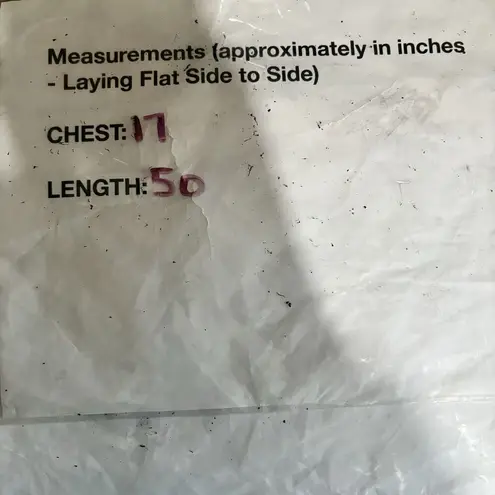 Measurements (approximately in inches
- Laying Flat Side to Side)
CHEST: 17
LENGTH: 50